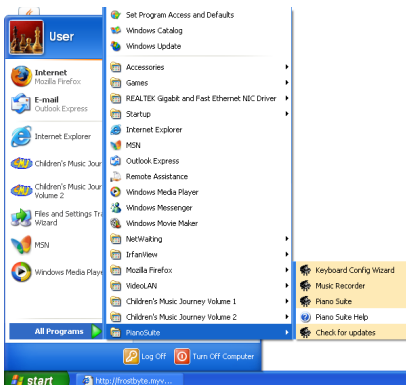 User
Internet
Mozilla Firefox
E-mail
Outlook Express
Internet Explorer
Children's Music Jour
Children's Music Jour
Volume 2
Files and Settings Tra
Wizard
MSN
Windows Media Playe
All Programs
Set Program Access and Defaults
Windows Catalog
Windows Update
Accessories
Games
REALTEK Gigabit and Fast Ethernet NIC Driver
Startup
Internet Explorer
MSN
Outlook Express
Remote Assistance
Windows Media Player
Windows Messenger
Windows Movie Maker
NetWaiting
IrfanView
Mozilla Firefox
VideoLAN
Children's Music Journey Volume 1
Children's Music Journey Volume 2
PianoSuite
Keyboard Config Wizard
Music Recorder
Piano Suite
Piano Suite Help
Check for updates
Log Off
Turn Off Computer
start
http://frostbyte.myv...